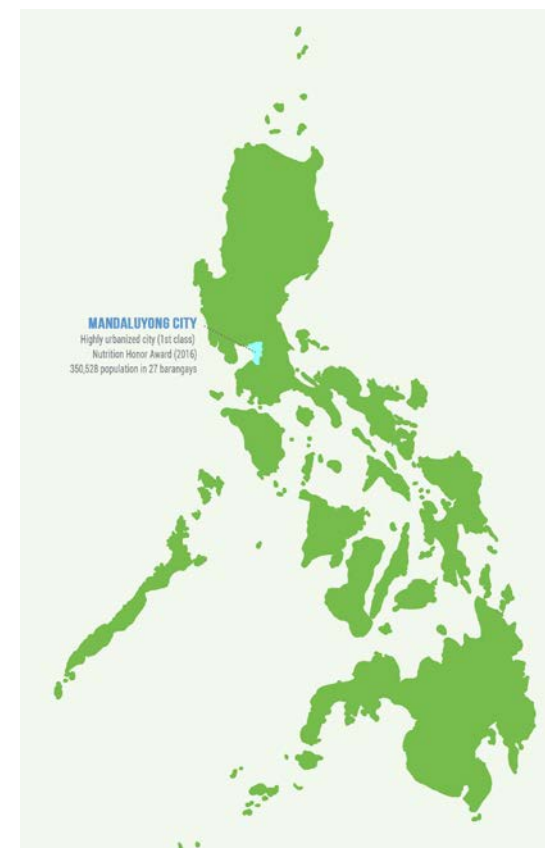 MANDALUYONG CITY
Highly urbanized city (1st class)
Nutrition Honor Award (2016)
350,528 population in 27 barangays